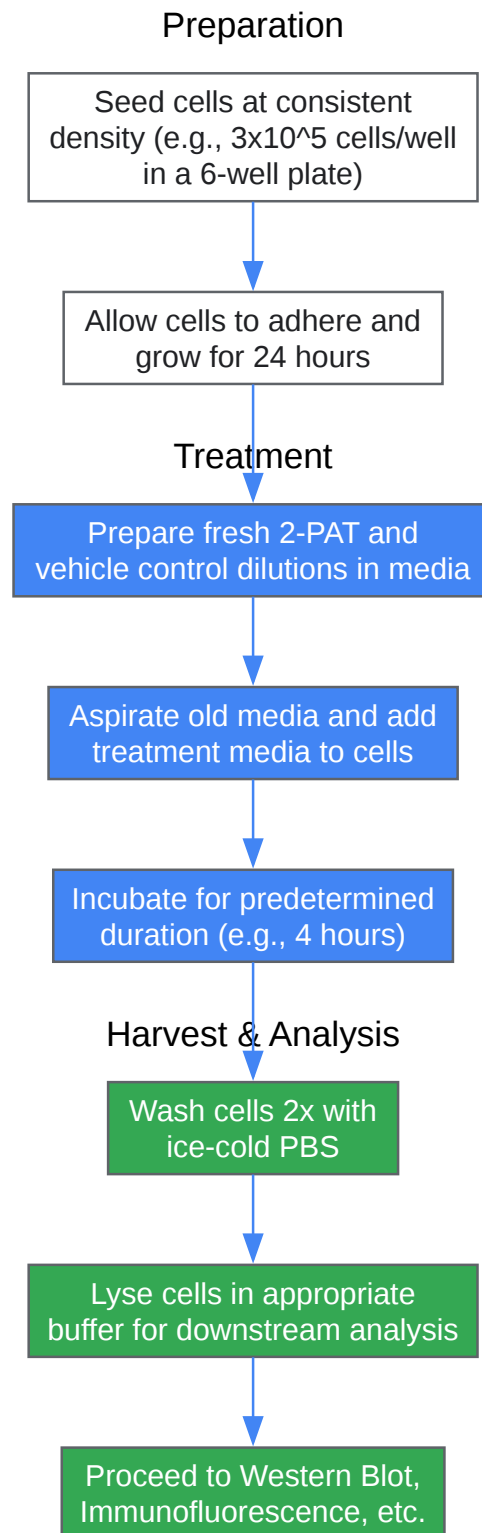 Preparation
Seed cells at consistent
density (e.g., 3x10^5 cells/well
in a 6-well plate)
Allow cells to adhere and
grow for 24 hours
Treatment
Prepare fresh 2-PAT and
vehicle control dilutions in media
Aspirate old media and add
treatment media to cells
Incubate for predetermined
duration (e.g., 4 hours)
Harvest & Analysis
Wash cells 2x with
ice-cold PBS
Lyse cells in appropriate
buffer for downstream analysis
Proceed to Western Blot,
Immunofluorescence, etc.